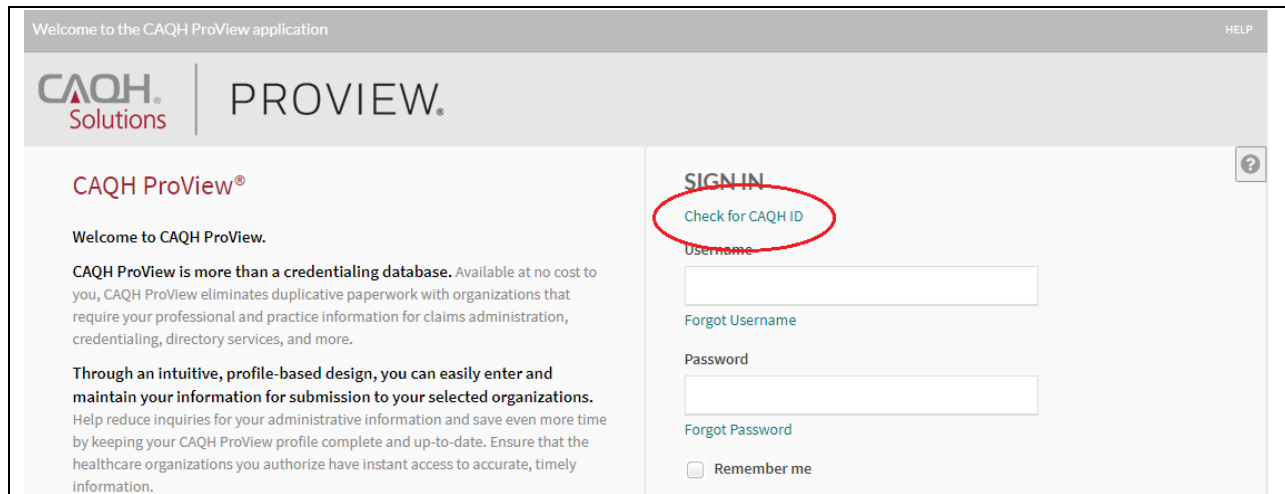 Welcome to the CAQH ProView application
HELP
CAQH®
Solutions
PROVIEW®
CAQH ProView®
Welcome to CAQH ProView.
CAQH ProView is more than a credentialing database. Available at no cost to
you, CAQH ProView eliminates duplicative paperwork with organizations that
require your professional and practice information for claims administration,
credentialing, directory services, and more.
Through an intuitive, profile-based design, you can easily enter and
maintain your information for submission to your selected organizations.
Help reduce inquiries for your administrative information and save even more time
by keeping your CAQH ProView profile complete and up-to-date. Ensure that the
healthcare organizations you authorize have instant access to accurate, timely
information.
?
SIGN IN
Check for CAQH ID
Username
Forgot Username
Password
Forgot Password
Remember me